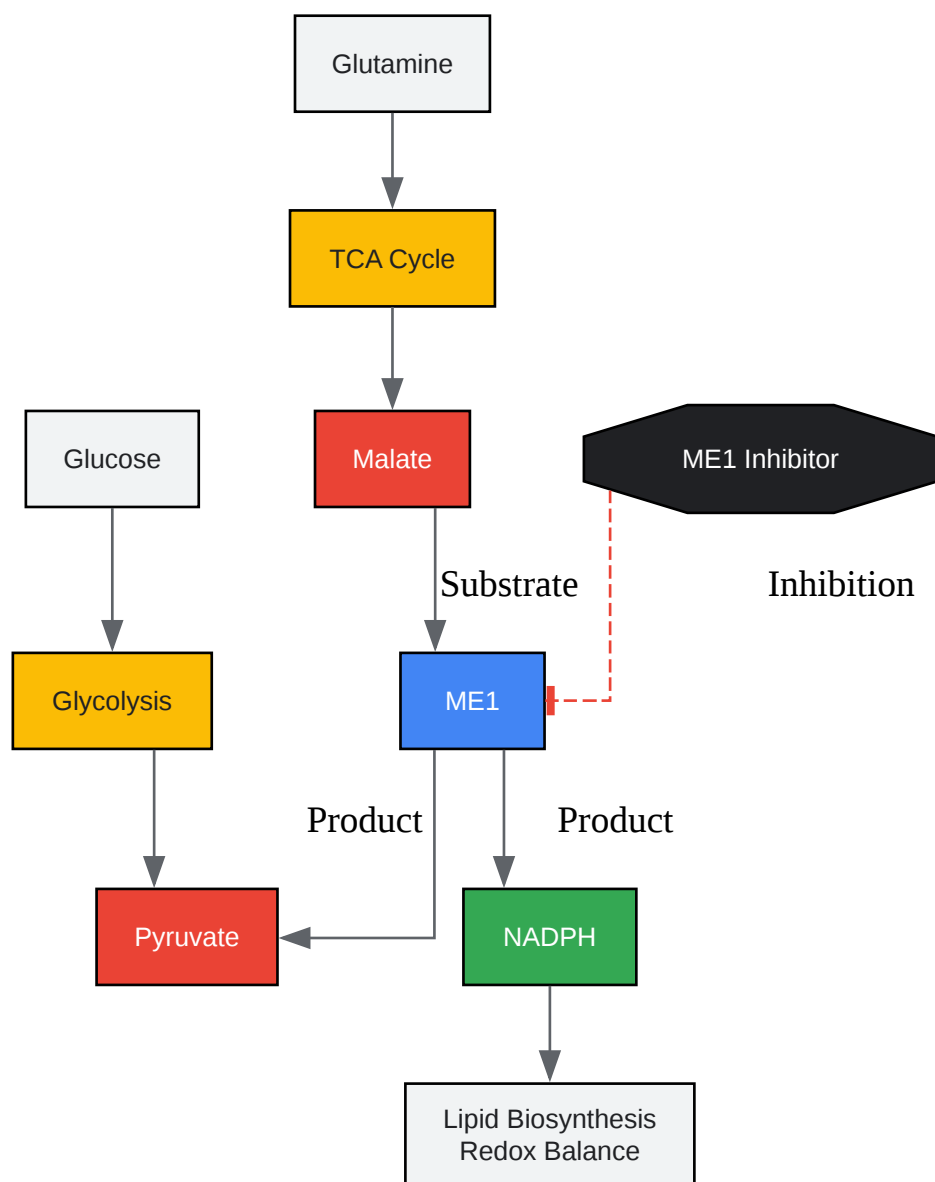 Glutamine
TCA Cycle
Glucose
Malate
ME1 Inhibitor
Substrate
Inhibition
Glycolysis
ME1
Product
Product
Pyruvate
NADPH
Lipid Biosynthesis
Redox Balance